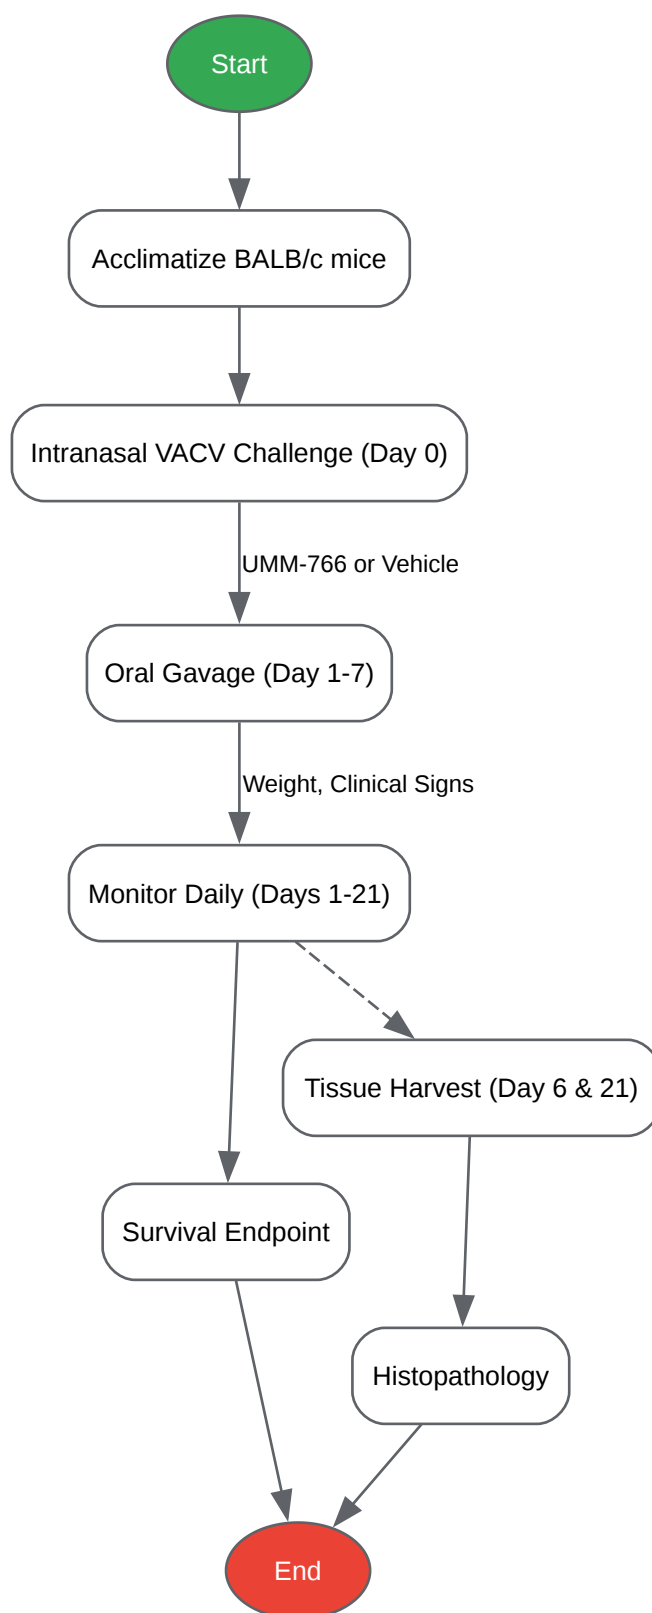 Start
Acclimatize BALB/c mice
Intranasal VACV Challenge (Day 0)
UMM-766 or Vehicle
Oral Gavage (Day 1-7)
Weight, Clinical Signs
Monitor Daily (Days 1-21)
Tissue Harvest (Day 6 & 21)
Survival Endpoint
Histopathology
End